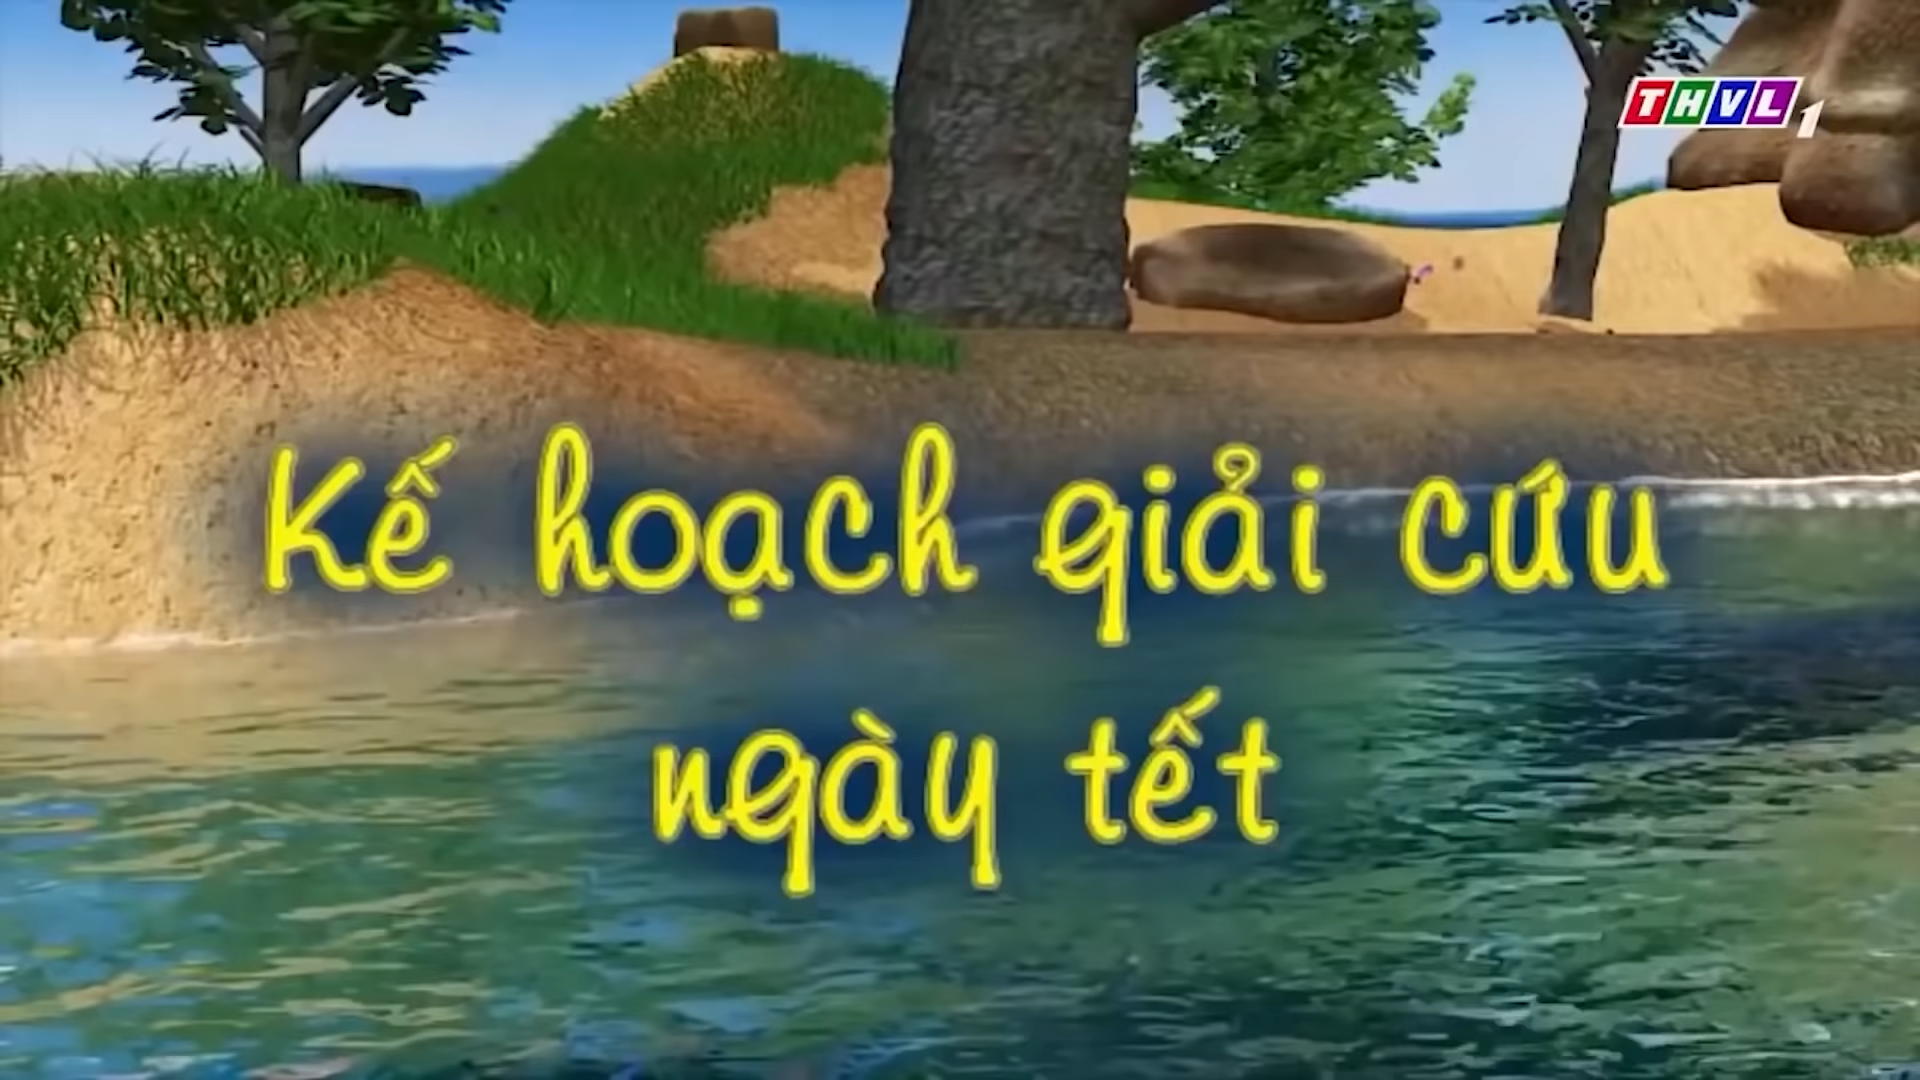 THVL1
Kế hoạch giải cứu
ngày tết